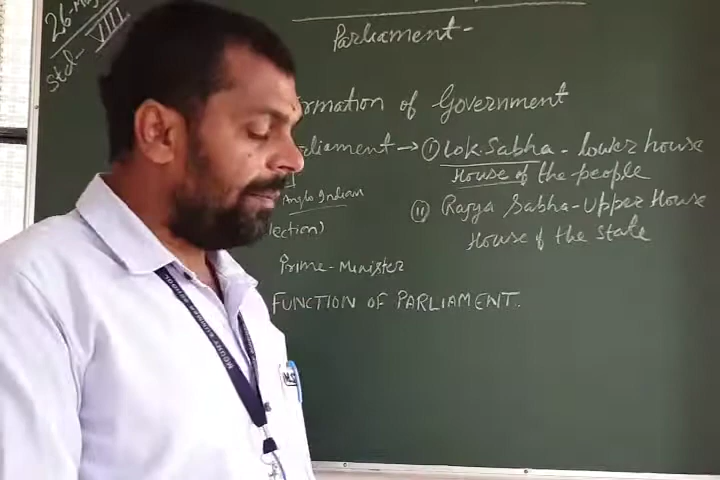 26-May
Std- VIII
Parliament-
rmation of Government
rliament → (i) Lok Sabha - lower house
House of the people
Anglo Indian
(ii) Rajya Sabha - Upper House
lection)
House of the State
Prime-Minister
FUNCTION OF PARLIAMENT.